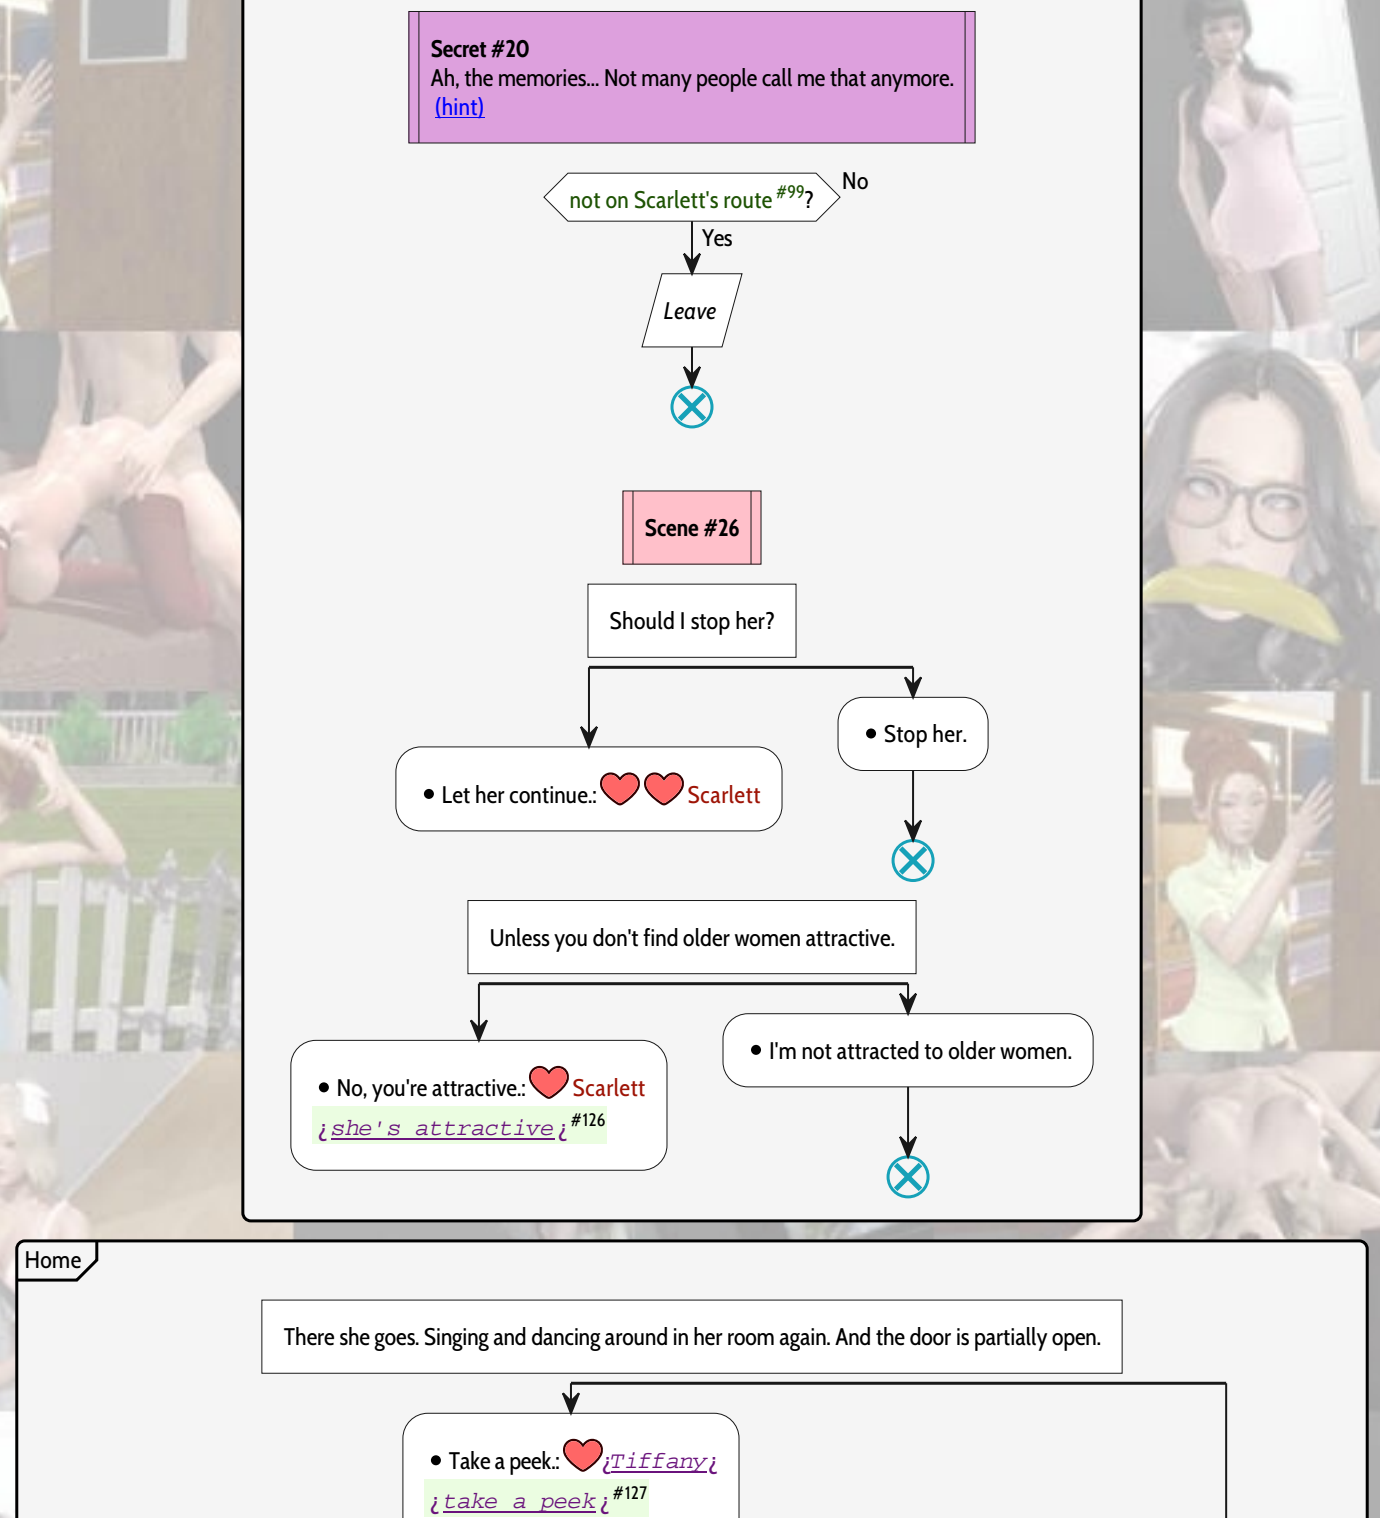 Secret #20
Ah, the memories... Not many people call me that anymore.
(hint)
not on Scarlett's route #99?
No
Yes
Leave
Scene #26
Should I stop her?
• Stop her.
• Let her continue.: Scarlett
Unless you don't find older women attractive.
• I'm not attracted to older women.
• No, you're attractive.: Scarlett
¿she's attractive¿ #126
Home
There she goes. Singing and dancing around in her room again. And the door is partially open.
• Take a peek.: ¿Tiffany¿
¿take a peek¿ #127